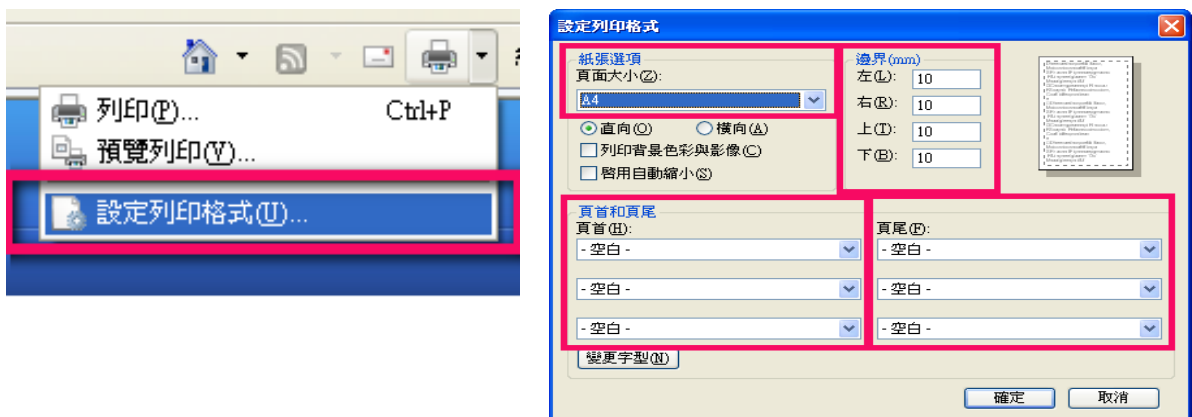 列印(P)... Ctrl+P
預覽列印(V)...
設定列印格式(U)...
設定列印格式
紙張選項
頁面大小(Z):
A4
直向(O) 橫向(A)
列印背景色彩與影像(C)
啓用自動縮小(S)
邊界(mm)
左(L): 10
右(R): 10
上(T): 10
下(B): 10
頁首和頁尾
頁首(H): 頁尾(F):
- 空白 - - 空白 -
- 空白 - - 空白 -
- 空白 - - 空白 -
變更字型(N)
確定 取消